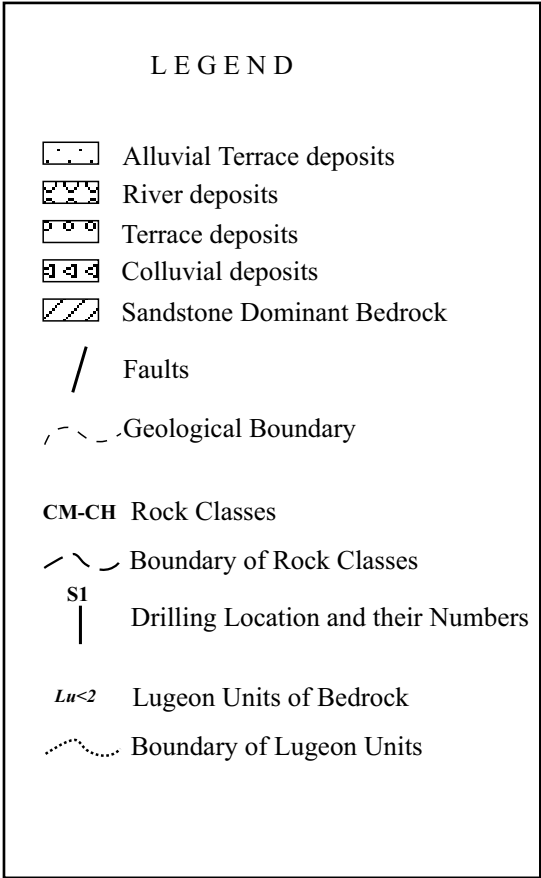 L E G E N D
Alluvial Terrace deposits
River deposits
Terrace deposits
Colluvial deposits
Sandstone Dominant Bedrock
Faults
Geological Boundary
CM-CH Rock Classes
Boundary of Rock Classes
S1
Drilling Location and their Numbers
Lu<2 Lugeon Units of Bedrock
Boundary of Lugeon Units